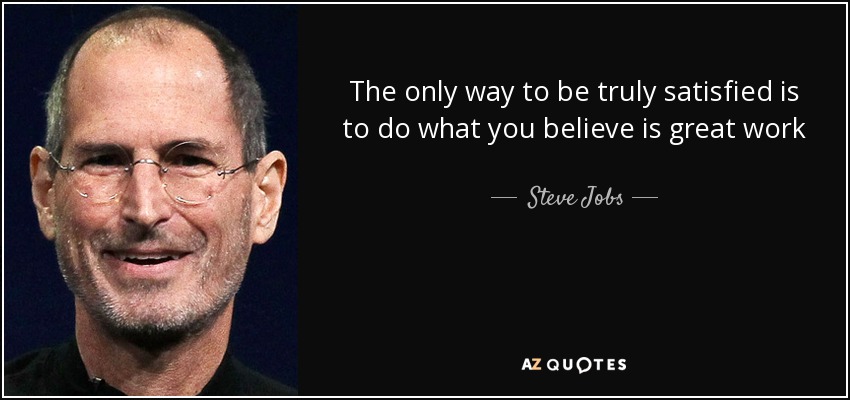 The only way to be truly satisfied is
to do what you believe is great work
Steve Jobs
AZ QUOTES